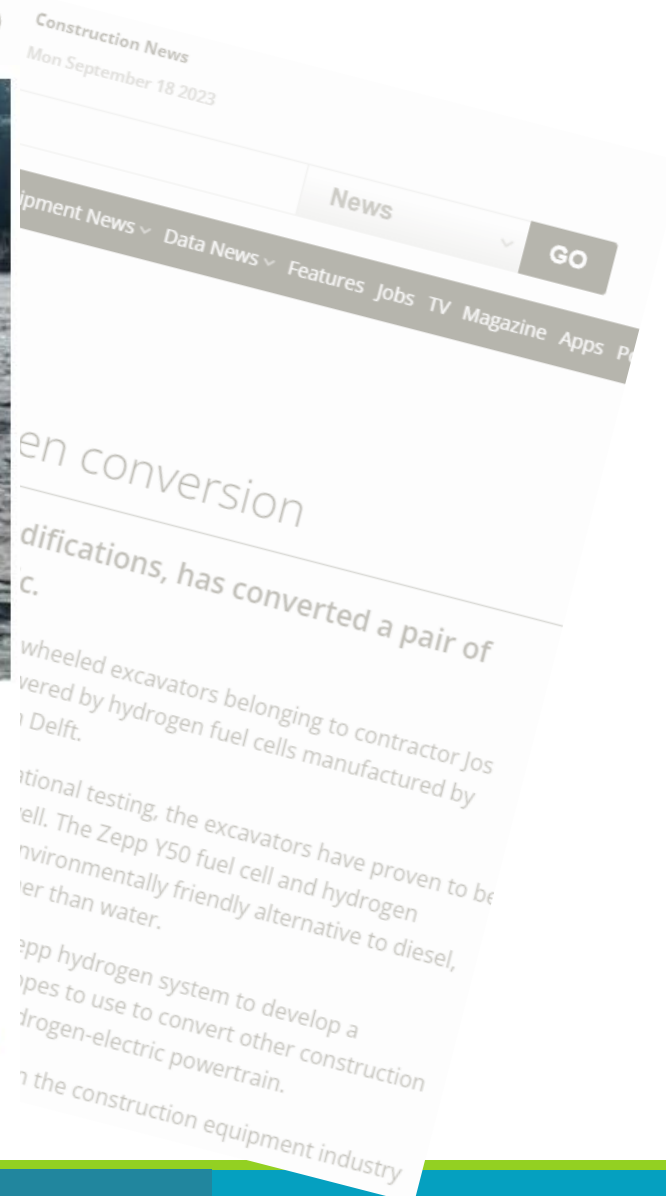 Construction News
Mon September 18 2023
News
GO
ipment News
Data News
Features
Jobs
TV
Magazine
Apps
en conversion
difications, has converted a pair of
c.
wheeled excavators belonging to contractor Jos
vered by hydrogen fuel cells manufactured by
Delft.
ational testing, the excavators have proven to be
ell. The Zepp Y50 fuel cell and hydrogen
nvironmentally friendly alternative to diesel,
er than water.
epp hydrogen system to develop a
opes to use to convert other construction
drogen-electric powertrain.
the construction equipment industry